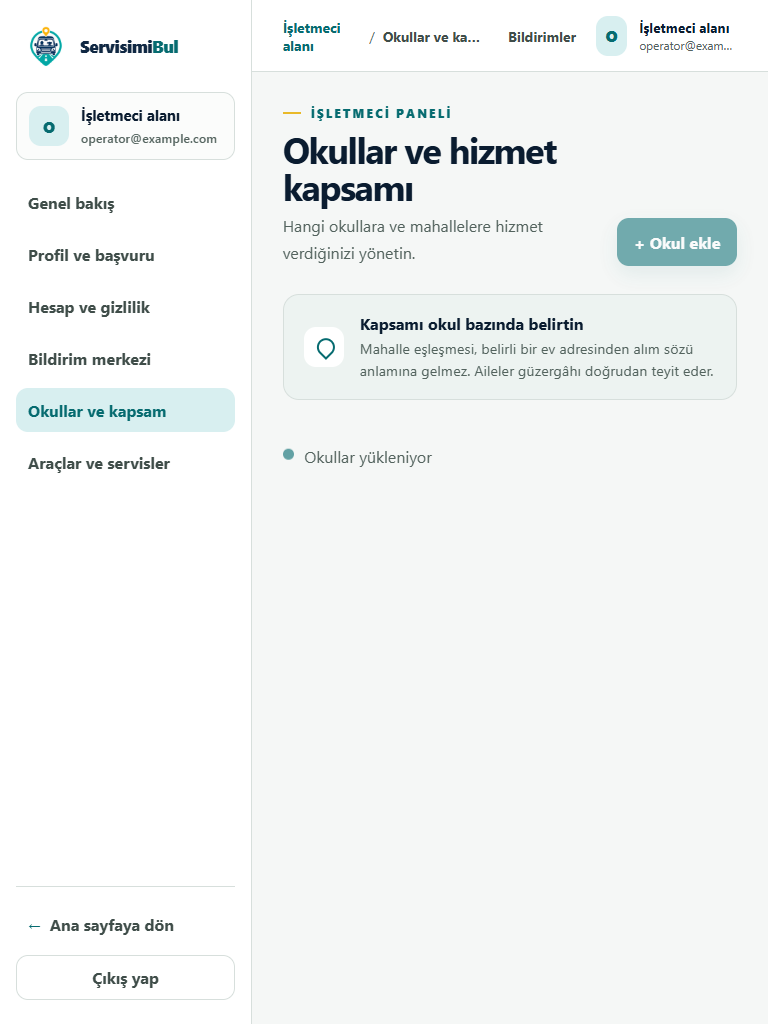 ServisimiBul
O
İşletmeci alanı
operator@example.com
Genel bakış
Profil ve başvuru
Hesap ve gizlilik
Bildirim merkezi
Okullar ve kapsam
Araçlar ve servisler
← Ana sayfaya dön
Çıkış yap
İşletmeci
alanı
/ Okullar ve ka...
Bildirimler
O
İşletmeci alanı
operator@exam...
İŞLETMECİ PANELİ
Okullar ve hizmet
kapsamı
Hangi okullara ve mahallelere hizmet
verdiğinizi yönetin.
+ Okul ekle
Kapsamı okul bazında belirtin
Mahalle eşleşmesi, belirli bir ev adresinden alım sözü
anlamına gelmez. Aileler güzergâhı doğrudan teyit eder.
Okullar yükleniyor